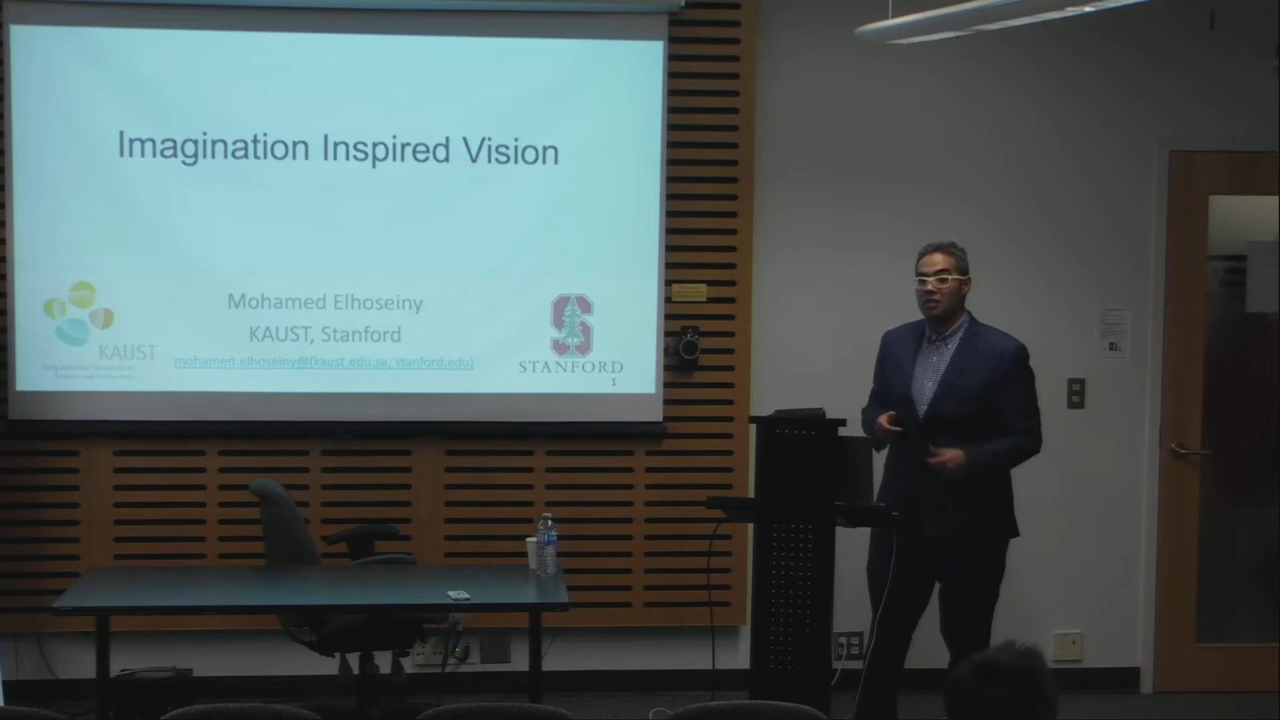 Imagination Inspired Vision
Mohamed Elhoseiny
KAUST, Stanford
mohamed.elhoseiny@{kaust.edu.sa; stanford.edu}
KAUST
STANFORD
1